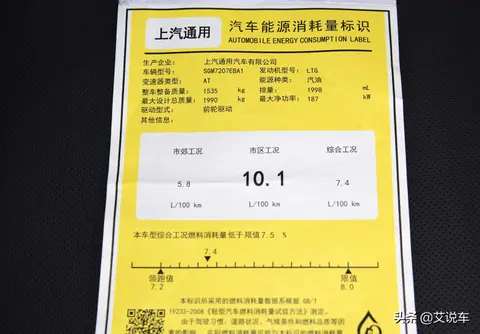 上汽通用
汽车能源消耗量标识
AUTOMOBILE ENERGY CONSUMPTION LABEL
生产企业: 上汽通用汽车有限公司
车辆型号: SGM7207EBA1 发动机型号: LTG
变速器类型: AT 能源种类: 汽油
整车整备质量: 1535 kg 排量: 1998 mL
最大设计总质量: 1990 kg 最大净功率: 187 kW
驱动型式: 前轮驱动
其他信息:
市郊工况 市区工况 综合工况
5.8 10.1 7.4
L/100 km L/100 km L/100 km
本车型综合工况燃料消耗量低于限值7.5 %
7.4
领跑值 限值
7.2 8.0
本标识所采用的燃料消耗量数据系根据 GB/T
19233-2008《轻型汽车燃料消耗量试验方法》测定。
由于驾驶习惯、道路状况、气候条件和燃料品质等因
头条 @艾说车